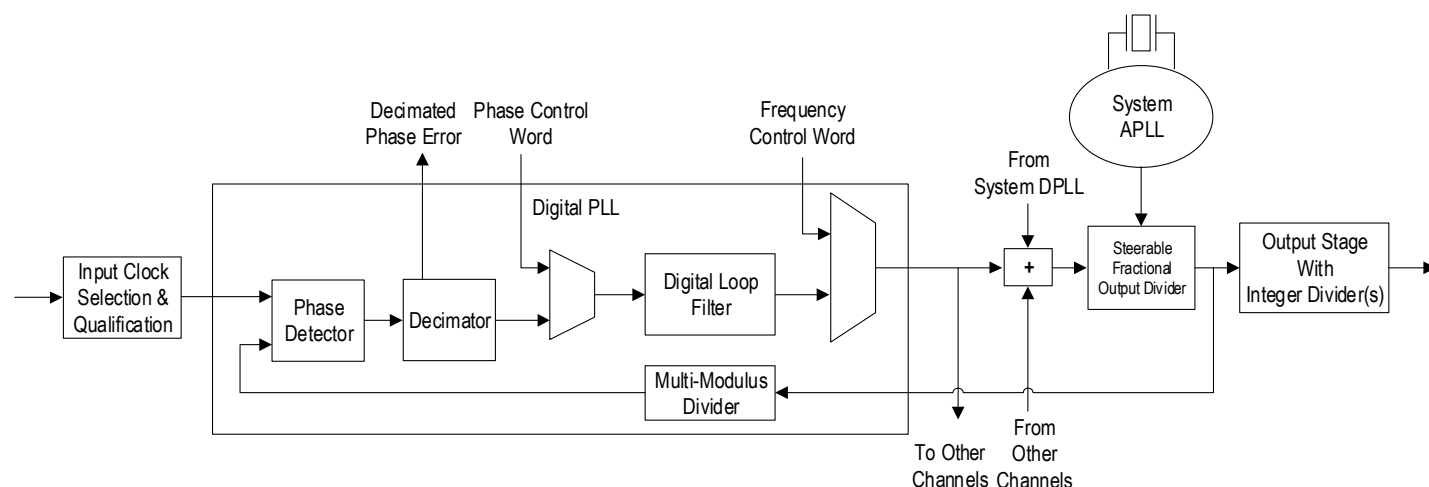 System
APLL
Decimated
Phase Error
Phase Control
Word
Frequency
Control Word
From
System DPLL
Digital PLL
Input Clock
Selection &
Qualification
Phase
Detector
Decimator
Digital Loop
Filter
+
Steerable
Fractional
Output Divider
Output Stage
With
Integer Divider(s)
Multi-Modulus
Divider
To Other
Channels
From
Other
Channels